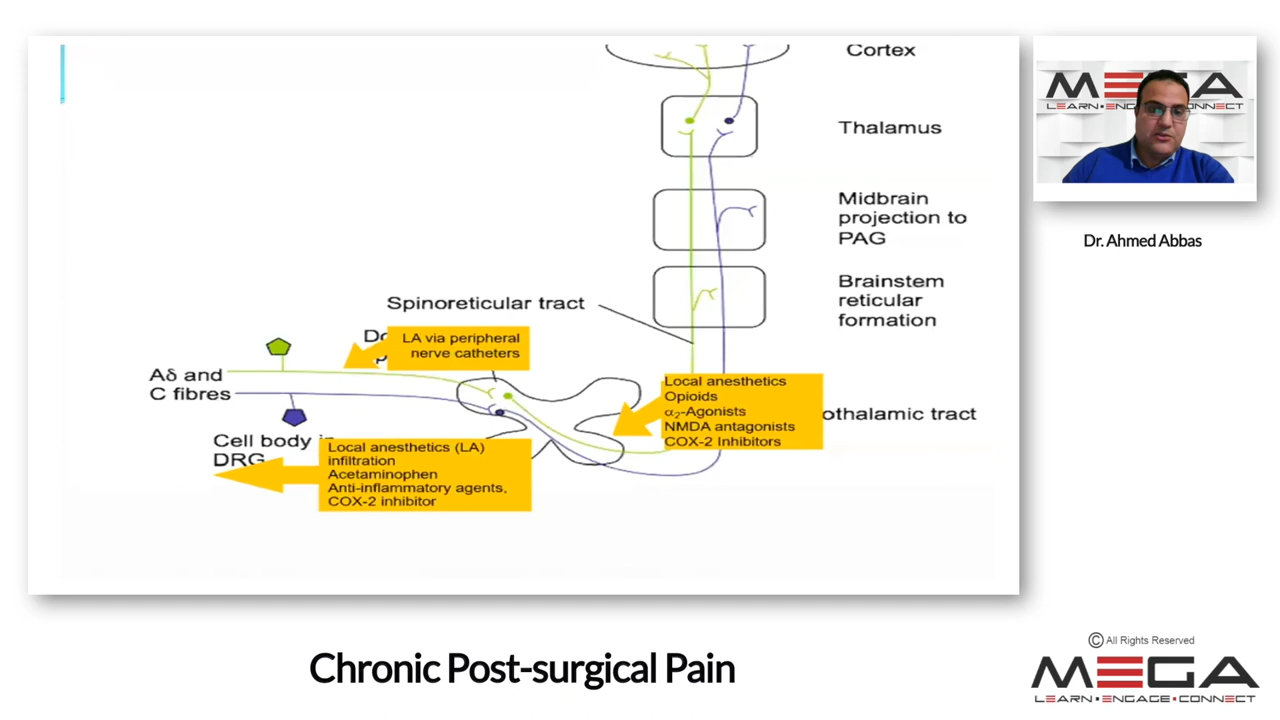 Cortex
MEGA
LEARN•ENGAGE•CONNECT
Thalamus
Midbrain
projection to
PAG
Dr. Ahmed Abbas
Brainstem
reticular
formation
Spinoreticular tract
LA via peripheral
nerve catheters
Aδ and
C fibres
Local anesthetics
Opioids
α₂-Agonists
NMDA antagonists
COX-2 Inhibitors
othalamic tract
Cell body in
DRG
Local anesthetics (LA)
infiltration
Acetaminophen
Anti-inflammatory agents,
COX-2 inhibitor
Chronic Post-surgical Pain
© All Rights Reserved
MEGA
LEARN•ENGAGE•CONNECT